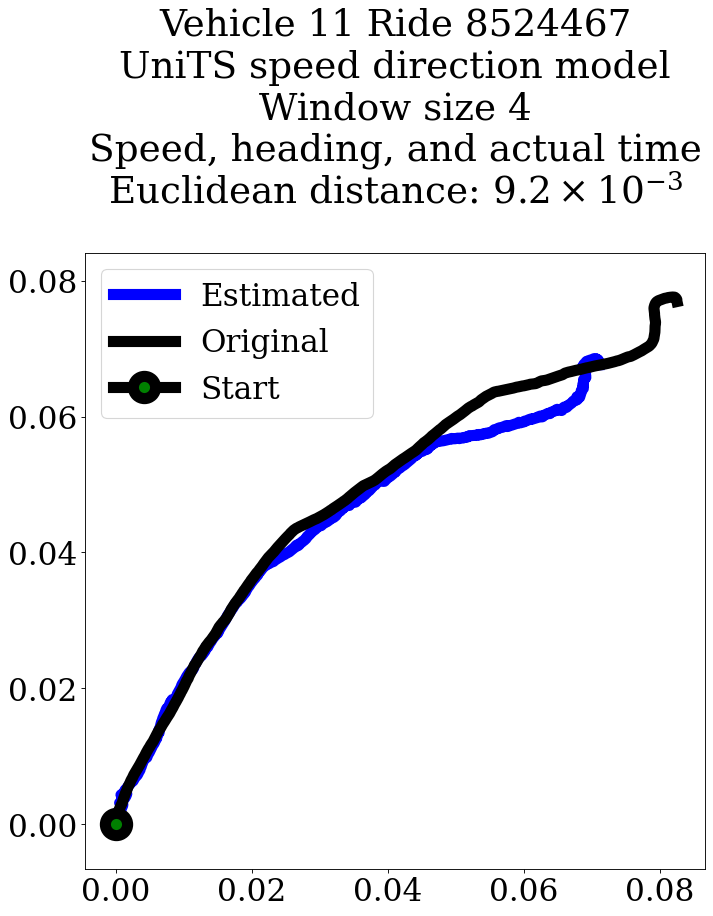 Vehicle 11 Ride 8524467
UniTS speed direction model
Window size 4
Speed, heading, and actual time
Euclidean distance: 9.2 × 10⁻³
Estimated
Original
Start
0.08
0.06
0.04
0.02
0.00
0.00 0.02 0.04 0.06 0.08